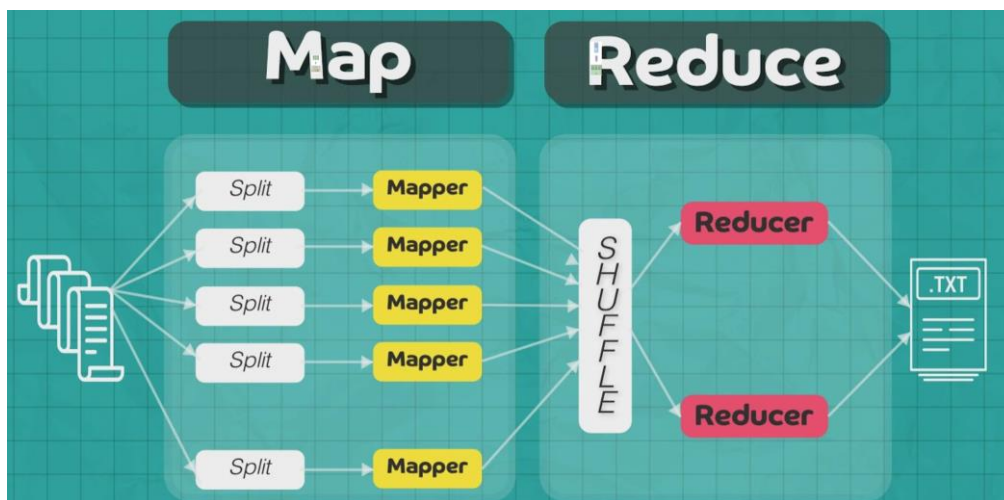 Map
Reduce
Split
Mapper
Split
Mapper
Split
Mapper
Split
Mapper
Split
Mapper
SHUFFLE
Reducer
Reducer
.TXT